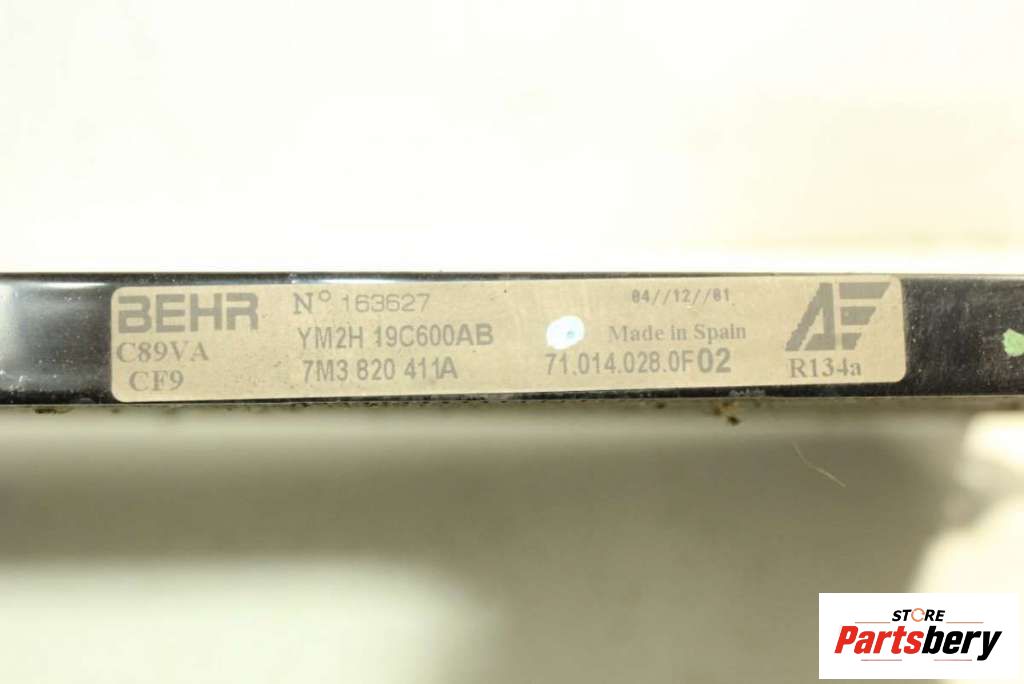 BEHR
C89VA
CF9
N° 163627
YM2H 19C600AB
7M3 820 411A
04//12//01
Made in Spain
71.014.028.0F02
AF
R134a
STORE
Partsbery